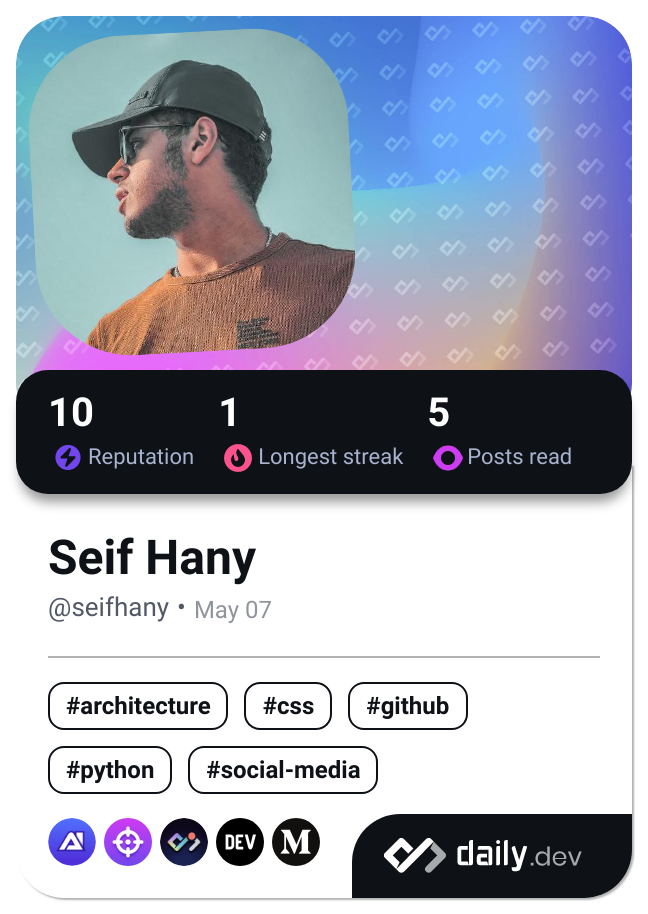 10 1 5
Reputation Longest streak Posts read
Seif Hany
@seifhany • May 07
#architecture #css #github
#python #social-media
DEV M
daily.dev